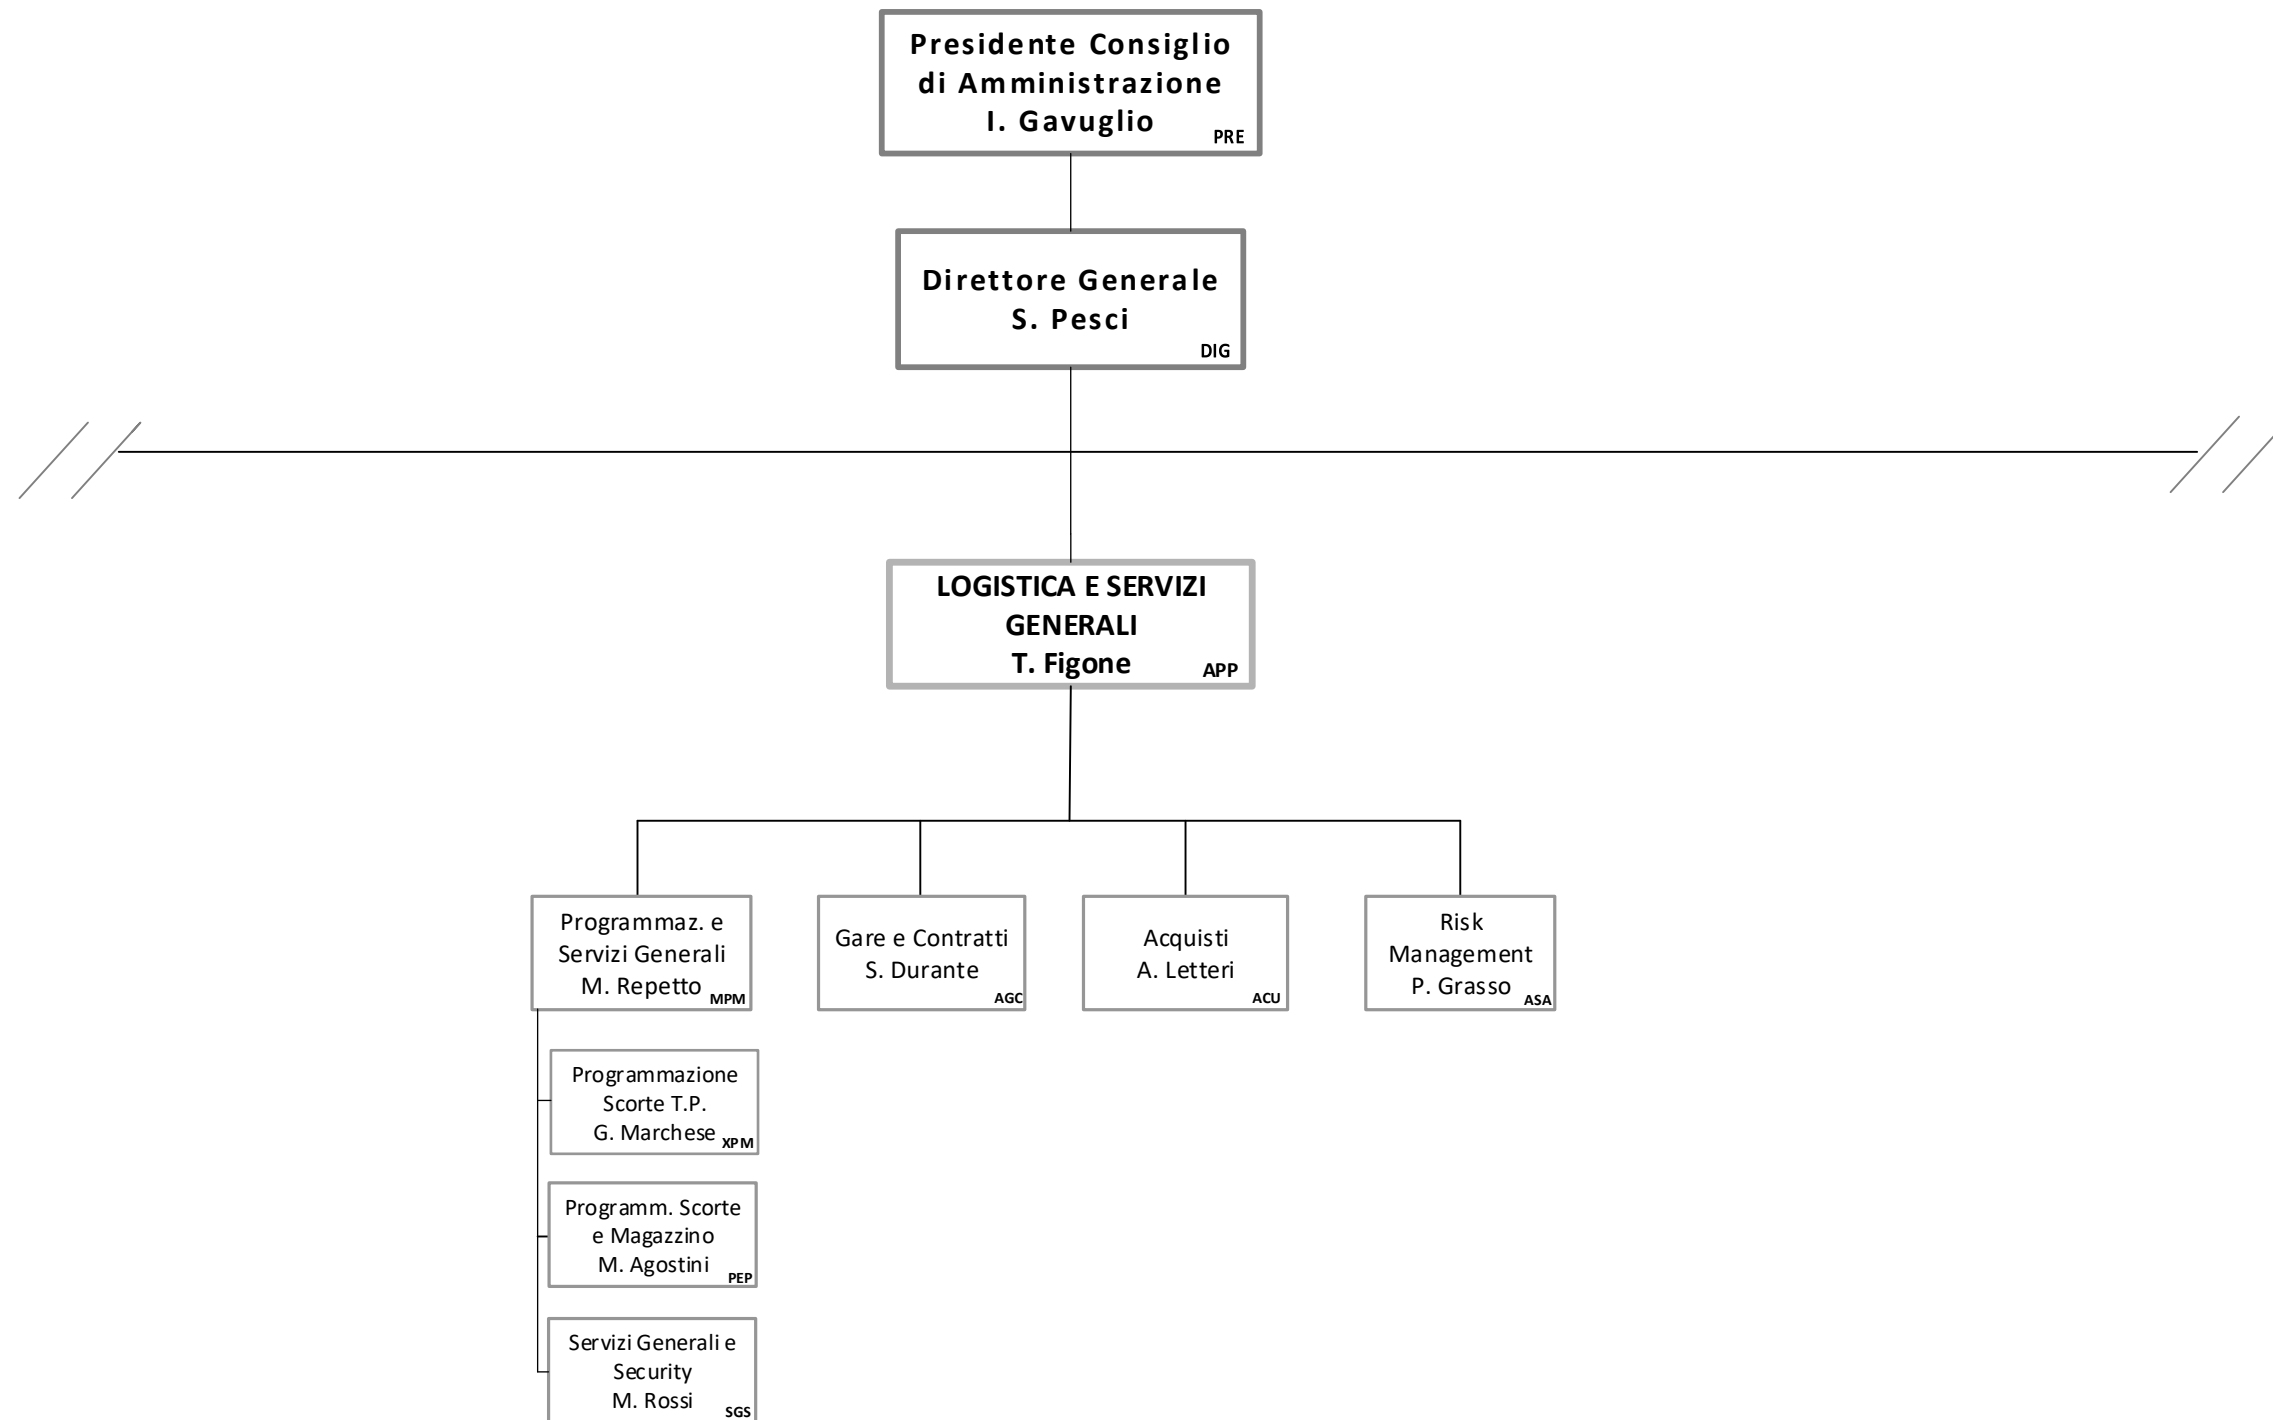 Presidente Consiglio
di Amministrazione
I. Gavuglio
PRE
Direttore Generale
S. Pesci
DIG
LOGISTICA E SERVIZI
GENERALI
T. Figone
APP
Programmaz. e
Servizi Generali
M. Repetto
MPM
Gare e Contratti
S. Durante
AGC
Acquisti
A. Letteri
ACU
Risk
Management
P. Grasso
ASA
Programmazione
Scorte T.P.
G. Marchese
XPM
Programm. Scorte
e Magazzino
M. Agostini
PEP
Servizi Generali e
Security
M. Rossi
SGS